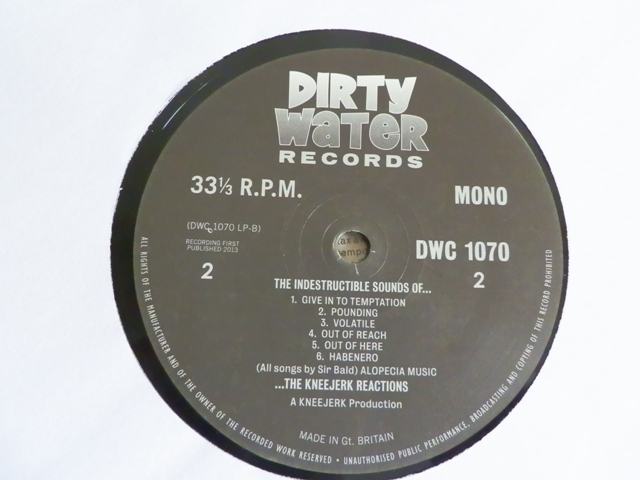 DIRTY
WaTER
RECORDS
33⅓ R.P.M.
MONO
(DWC 1070 LP-B)
DWC 1070
RECORDING FIRST
PUBLISHED 2013
2
2
THE INDESTRUCTIBLE SOUNDS OF...
1. GIVE IN TO TEMPTATION
2. POUNDING
3. VOLATILE
4. OUT OF REACH
5. OUT OF HERE
6. HABENERO
(All songs by Sir Bald) ALOPECIA MUSIC
...THE KNEEJERK REACTIONS
A KNEEJERK Production
MADE IN Gt. BRITAIN
ALL RIGHTS OF THE MANUFACTURER AND OF THE OWNER OF THE RECORDED WORK RESERVED • UNAUTHORISED PUBLIC PERFORMANCE, BROADCASTING AND COPYING OF THIS RECORD PROHIBITED